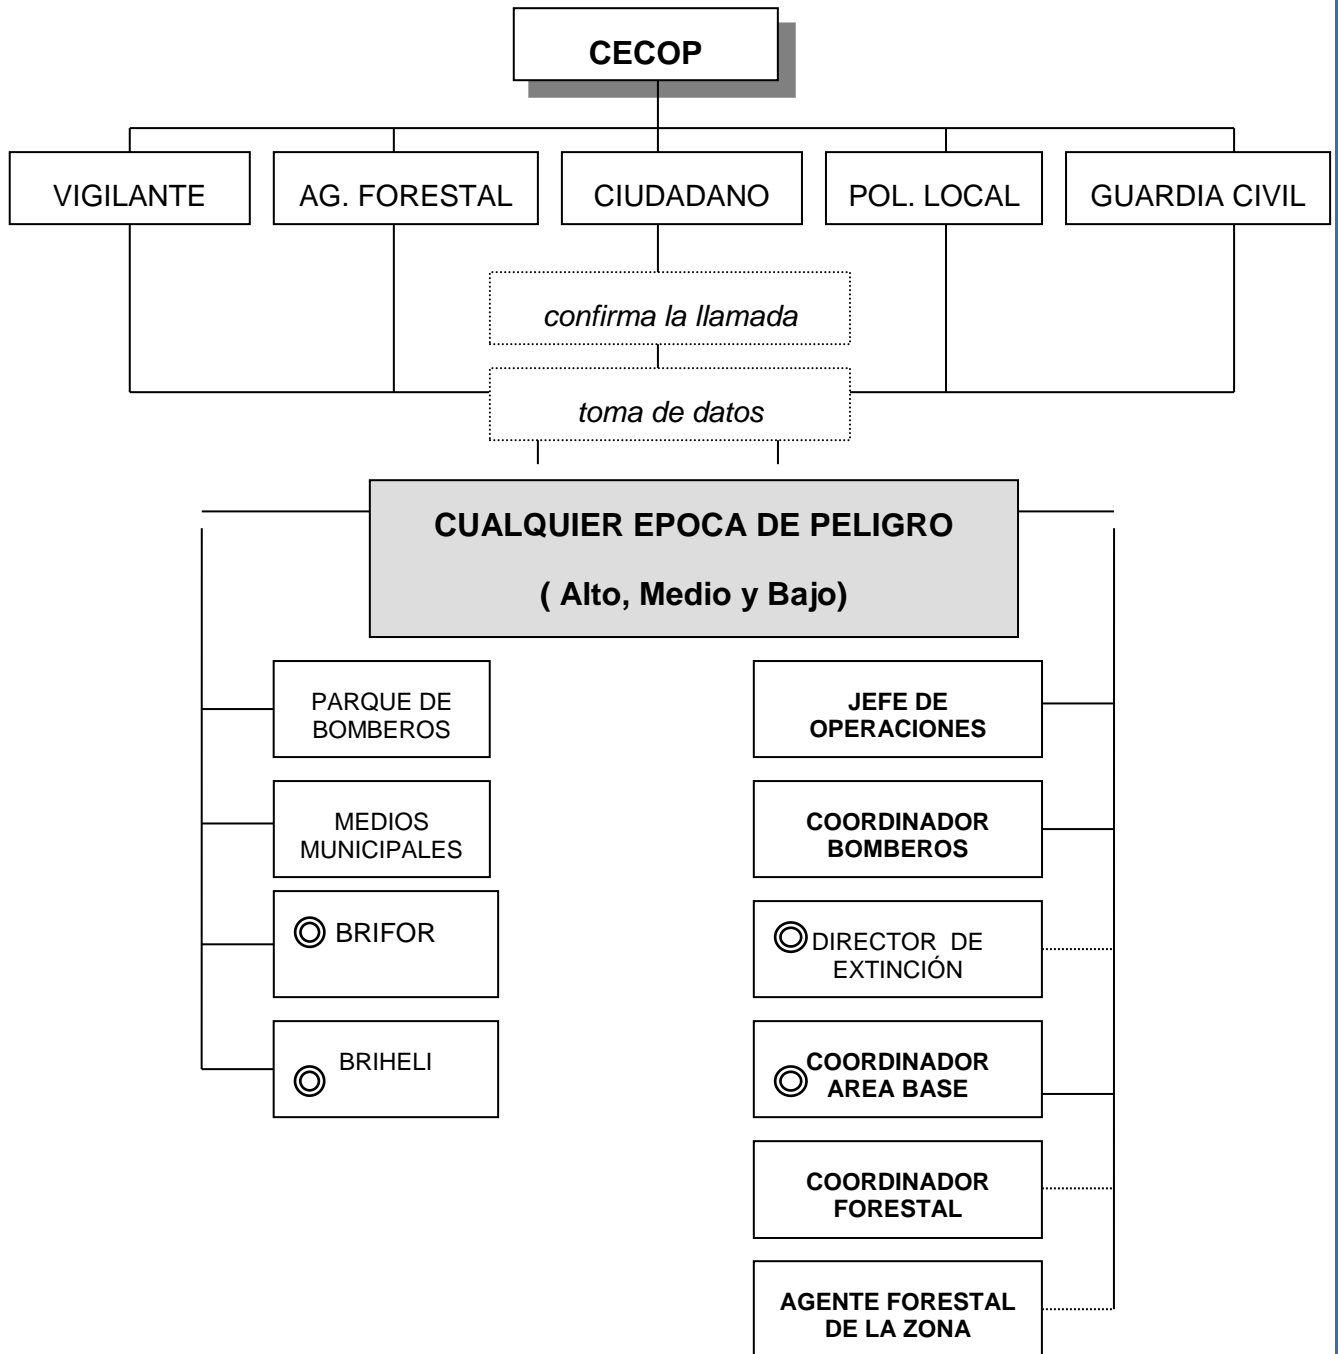 CECOP
VIGILANTE
AG. FORESTAL
CIUDADANO
POL. LOCAL
GUARDIA CIVIL
confirma la llamada
toma de datos
CUALQUIER EPOCA DE PELIGRO
( Alto, Medio y Bajo)
PARQUE DE
BOMBEROS
MEDIOS
MUNICIPALES
BRIFOR
BRIHELI
JEFE DE
OPERACIONES
COORDINADOR
BOMBEROS
DIRECTOR DE
EXTINCIÓN
COORDINADOR
AREA BASE
COORDINADOR
FORESTAL
AGENTE FORESTAL
DE LA ZONA